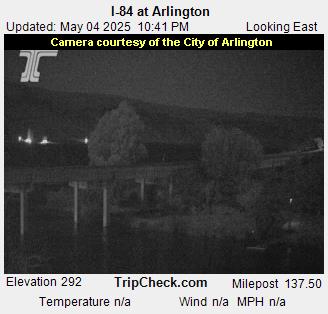 I-84 at Arlington
Updated: May 04 2025 10:41 PM Looking East
Camera courtesy of the City of Arlington
Elevation 292 TripCheck.com Milepost 137.50
Temperature n/a Wind n/a MPH n/a